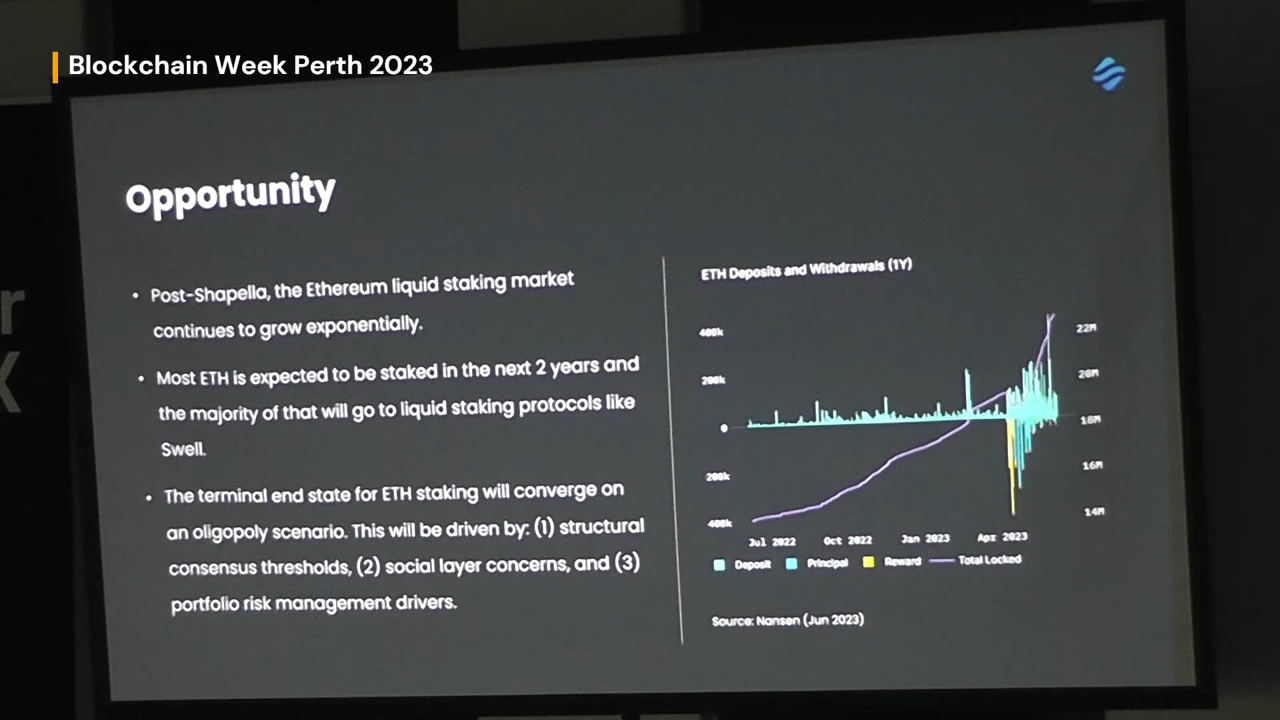 Blockchain Week Perth 2023
r
X
Opportunity
• Post-Shapella, the Ethereum liquid staking market
continues to grow exponentially.
• Most ETH is expected to be staked in the next 2 years and
the majority of that will go to liquid staking protocols like
Swell.
• The terminal end state for ETH staking will converge on
an oligopoly scenario. This will be driven by: (1) structural
consensus thresholds, (2) social layer concerns, and (3)
portfolio risk management drivers.
ETH Deposits and Withdrawals (1Y)
400k
200k
0
200k
400k
22M
20M
18M
16M
14M
Jul 2022 Oct 2022 Jan 2023 Apr 2023
Deposit Principal Reward Total Locked
Source: Nansen (Jun 2023)